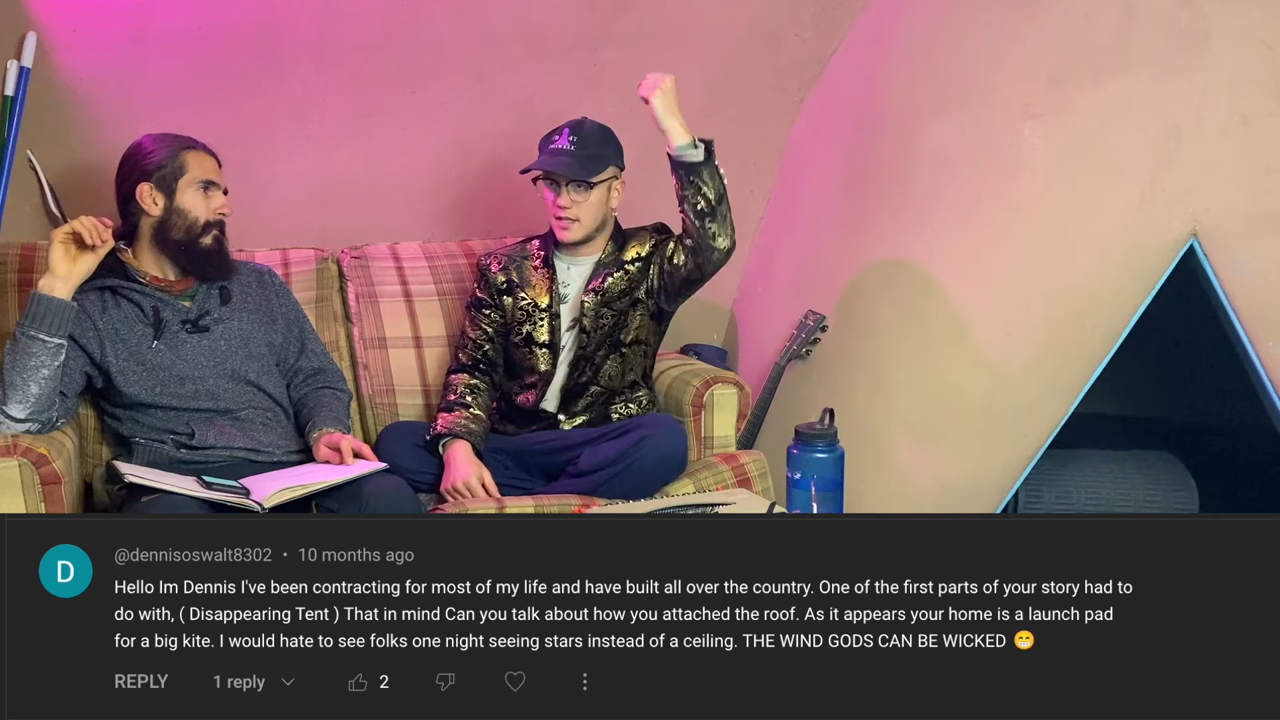 47
@dennisoswalt8302 • 10 months ago
Hello Im Dennis I've been contracting for most of my life and have built all over the country. One of the first parts of your story had to
do with, ( Disappearing Tent ) That in mind Can you talk about how you attached the roof. As it appears your home is a launch pad
for a big kite. I would hate to see folks one night seeing stars instead of a ceiling. THE WIND GODS CAN BE WICKED 😁
D
REPLY 1 reply 2